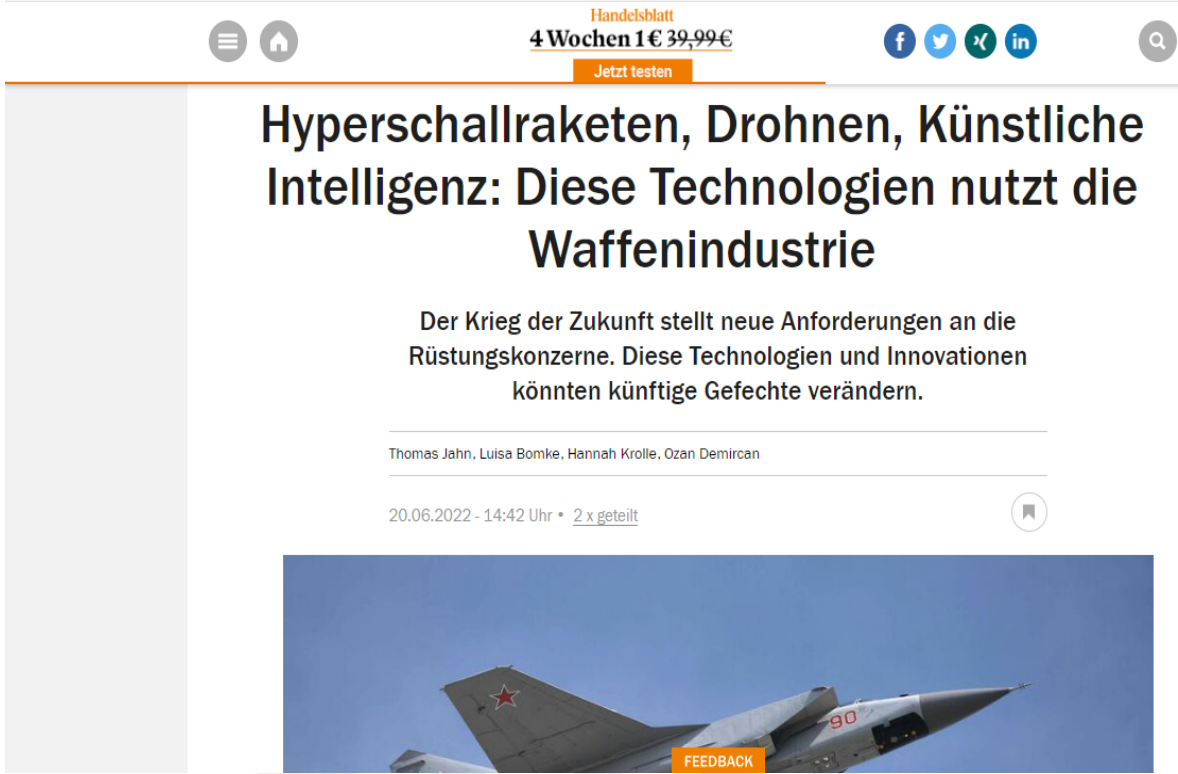 Handelsblatt
4 Wochen 1 € 39,99 €
Jetzt testen
Hyperschallraketen, Drohnen, Künstliche
Intelligenz: Diese Technologien nutzt die
Waffenindustrie
Der Krieg der Zukunft stellt neue Anforderungen an die
Rüstungskonzerne. Diese Technologien und Innovationen
könnten künftige Gefechte verändern.
Thomas Jahn, Luisa Bomke, Hannah Krolle, Ozan Demircan
20.06.2022 - 14:42 Uhr • 2 x geteilt
90
FEEDBACK